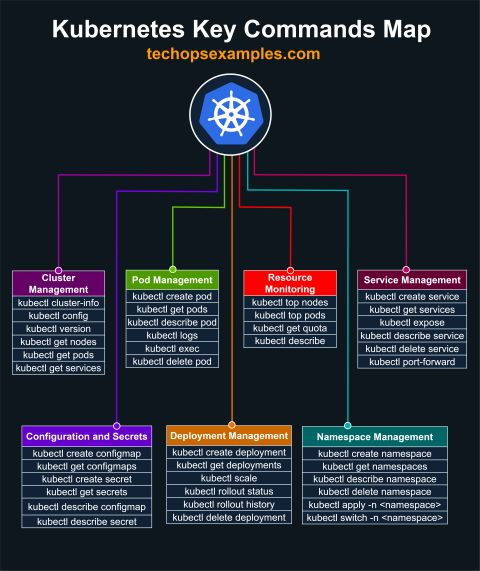 Kubernetes Key Commands Map
techopsexamples.com
Cluster
Management
kubectl cluster-info
kubectl config
kubectl version
kubectl get nodes
kubectl get pods
kubectl get services
Pod Management
kubectl create pod
kubectl get pods
kubectl describe pod
kubectl logs
kubectl exec
kubectl delete pod
Resource
Monitoring
kubectl top nodes
kubectl top pods
kubectl get quota
kubectl describe
Service Management
kubectl create service
kubectl get services
kubectl expose
kubectl describe service
kubectl delete service
kubectl port-forward
Configuration and Secrets
kubectl create configmap
kubectl get configmaps
kubectl create secret
kubectl get secrets
kubectl describe configmap
kubectl describe secret
Deployment Management
kubectl create deployment
kubectl get deployments
kubectl scale
kubectl rollout status
kubectl rollout history
kubectl delete deployment
Namespace Management
kubectl create namespace
kubectl get namespaces
kubectl describe namespace
kubectl delete namespace
kubectl apply -n <namespace>
kubectl switch -n <namespace>